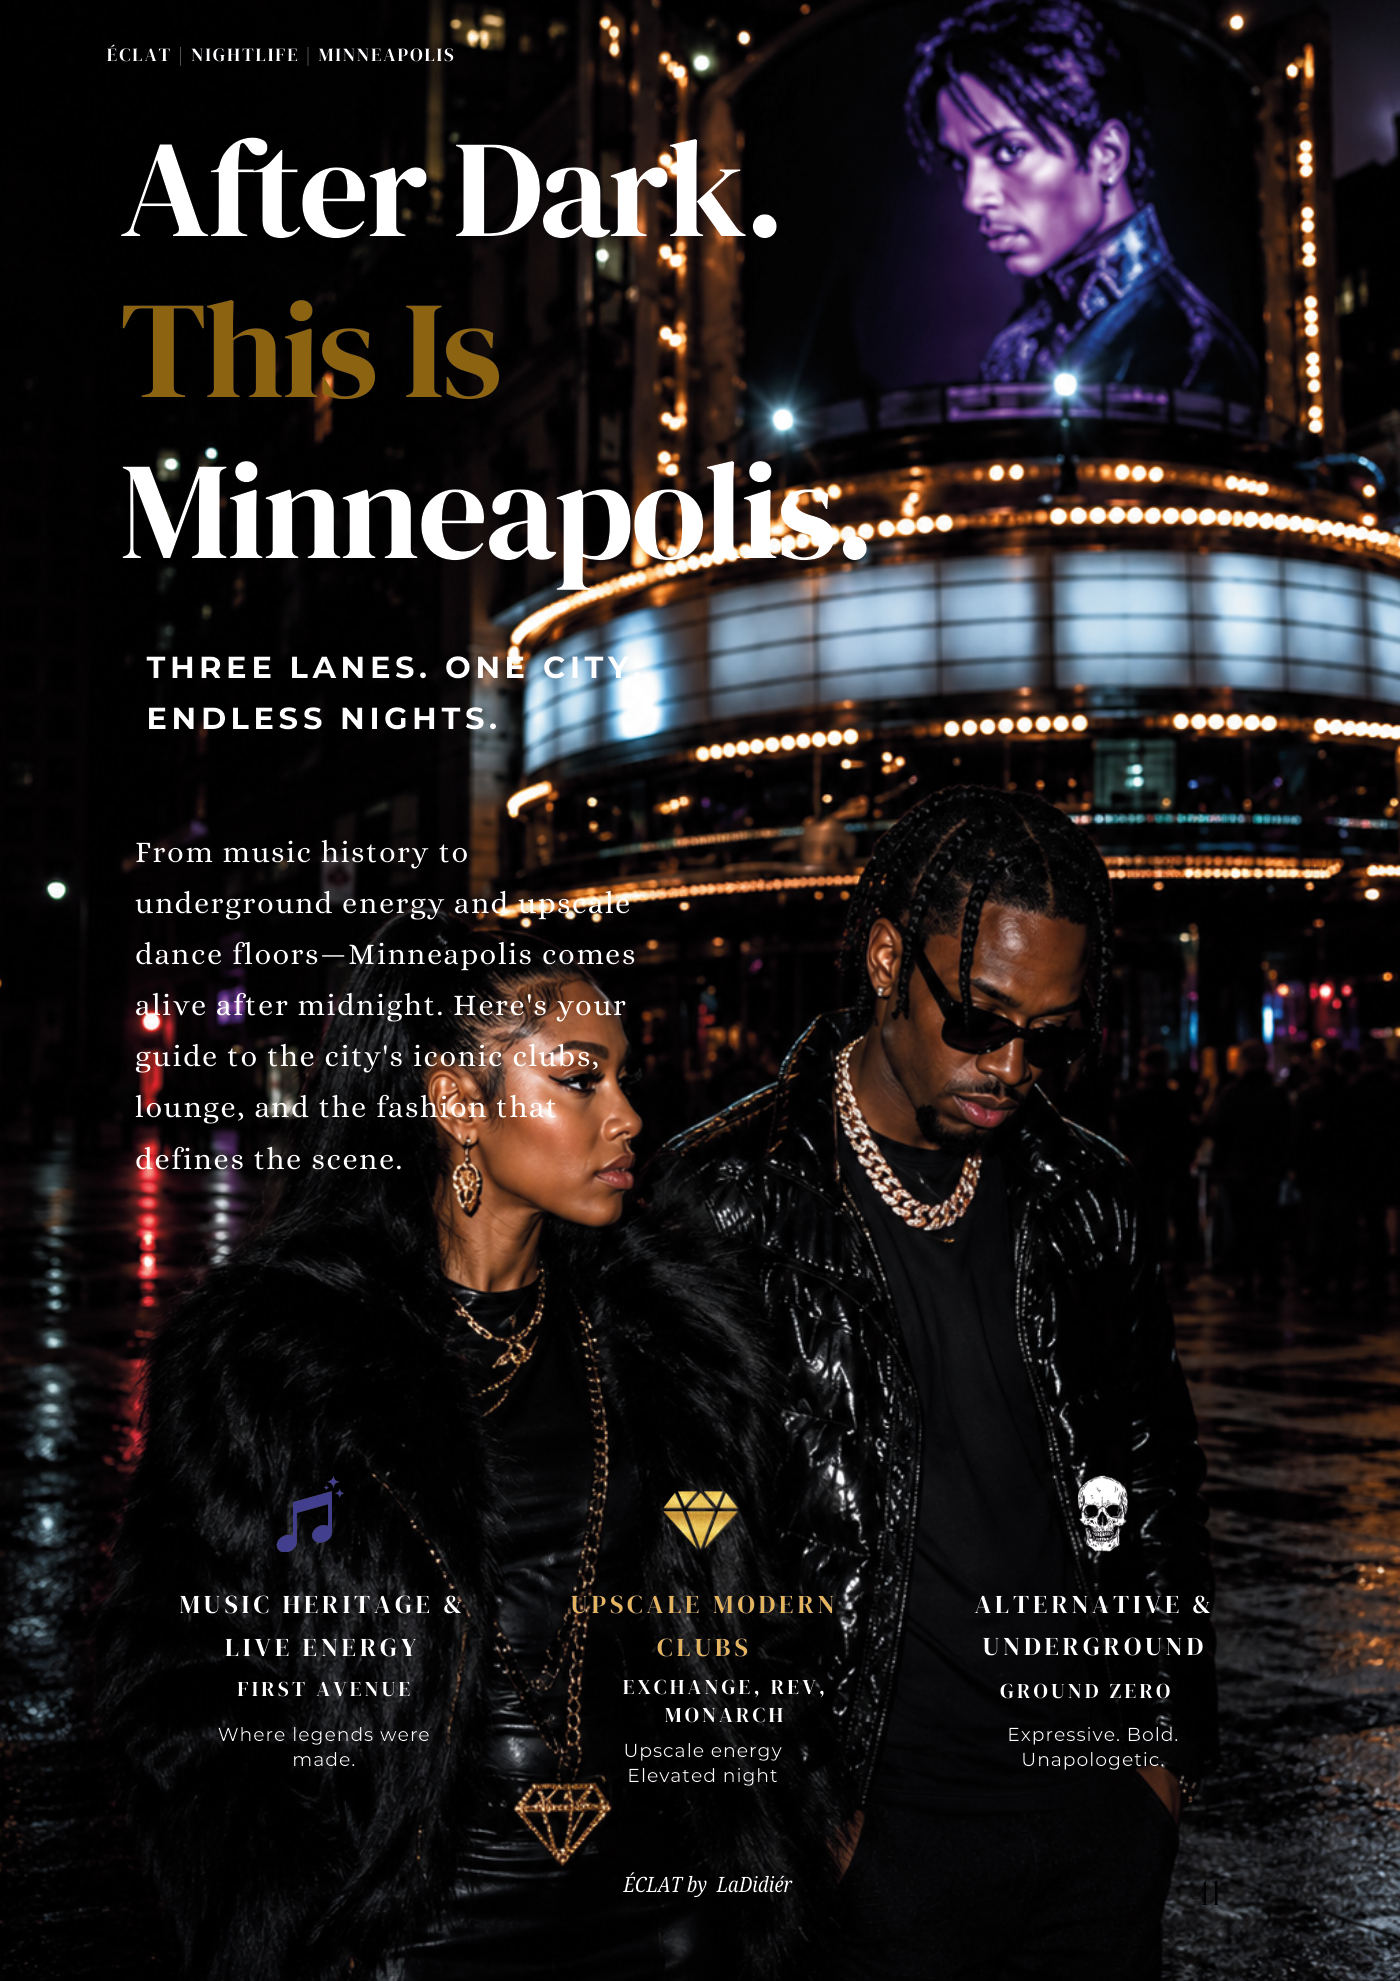 ÉCLAT | NIGHTLIFE | MINNEAPOLIS
After Dark.
This Is
Minneapolis.
THREE LANES. ONE CITY.
ENDLESS NIGHTS.
From music history to
underground energy and upscale
dance floors—Minneapolis comes
alive after midnight. Here's your
guide to the city's iconic clubs,
lounge, and the fashion that
defines the scene.
MUSIC HERITAGE &
LIVE ENERGY
FIRST AVENUE
Where legends were
made.
UPSCALE MODERN
CLUBS
EXCHANGE, REV,
MONARCH
Upscale energy
Elevated night
ALTERNATIVE &
UNDERGROUND
GROUND ZERO
Expressive. Bold.
Unapologetic.
ÉCLAT by LaDidiér
11